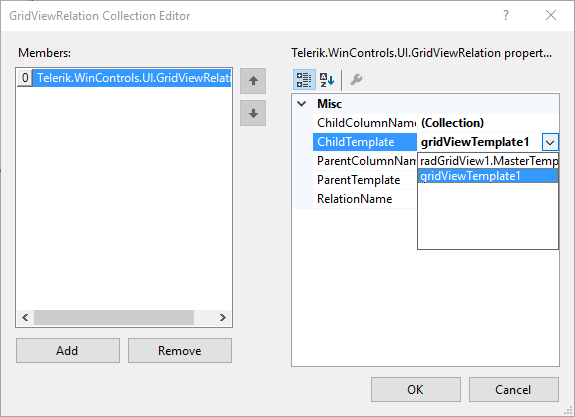 GridViewRelation Collection Editor
Members:
0 Telerik.WinControls.UI.GridViewRelati
Add
Remove
Telerik.WinControls.UI.GridViewRelation propert...
Misc
ChildColumnName (Collection)
ChildTemplate gridViewTemplate1
ParentColumnNam radGridView1.MasterTemp
ParentTemplate gridViewTemplate1
RelationName
OK
Cancel